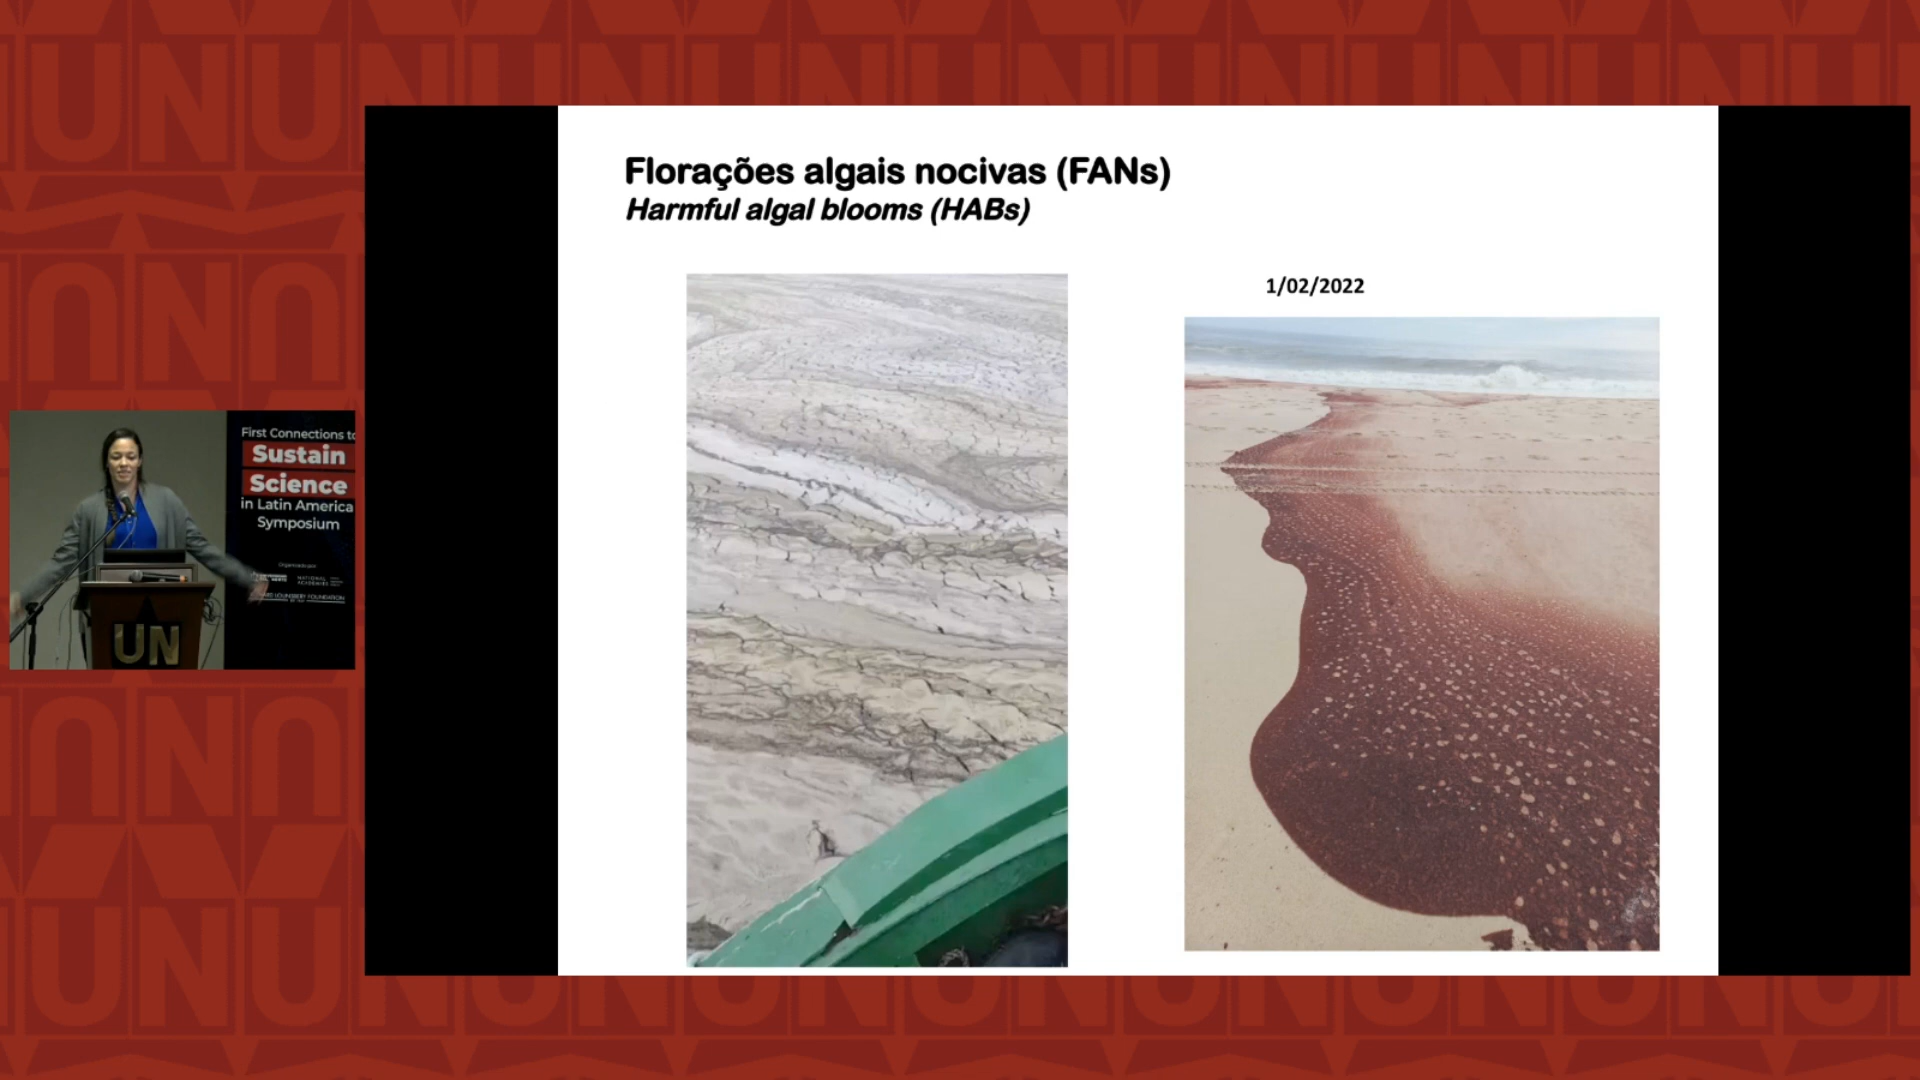 Florações algais nocivas (FANs)
Harmful algal blooms (HABs)
1/02/2022
First Connections to
Sustain
Science
in Latin America
Symposium
UN